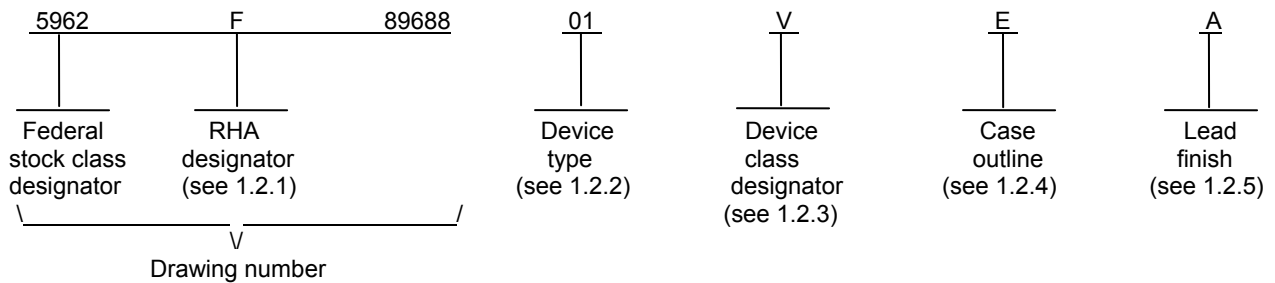 5962 F 89688 01 V E A
Federal stock class designator
RHA designator (see 1.2.1)
Device type (see 1.2.2)
Device class designator (see 1.2.3)
Case outline (see 1.2.4)
Lead finish (see 1.2.5)
Drawing number